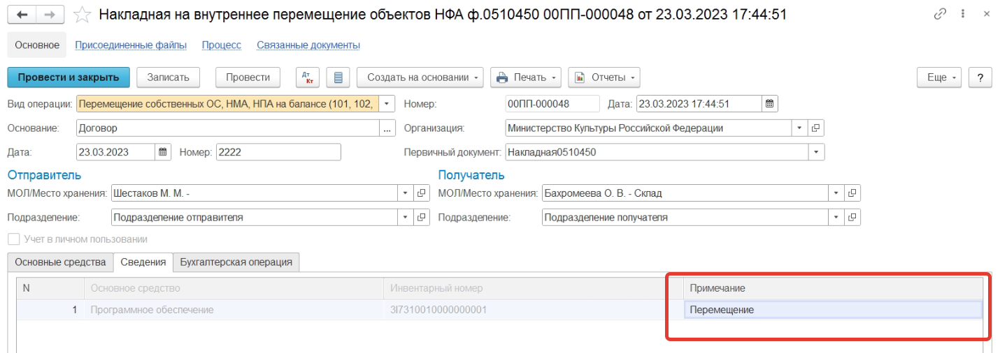 Накладная на внутреннее перемещение объектов НФА ф.0510450 00ПП-000048 от 23.03.2023 17:44:51
Основное Присоединенные файлы Процесс Связанные документы
Провести и закрыть Записать Провести Дт Кт Создать на основании Печать Отчеты Еще ?
Вид операции: Перемещение собственных ОС, НМА, НПА на балансе (101, 102, Номер: 00ПП-000048 Дата: 23.03.2023 17:44:51
Основание: Договор ... Организация: Министерство Культуры Российской Федерации
Дата: 23.03.2023 Номер: 2222 Первичный документ: Накладная0510450
Отправитель Получатель
МОЛ/Место хранения: Шестаков М. М. - МОЛ/Место хранения: Бахромеева О. В. - Склад
Подразделение: Подразделение отправителя Подразделение: Подразделение получателя
Учет в личном пользовании
Основные средства Сведения Бухгалтерская операция
N Основное средство Инвентарный номер Примечание
1 Программное обеспечение 3I7310010000000001 Перемещение